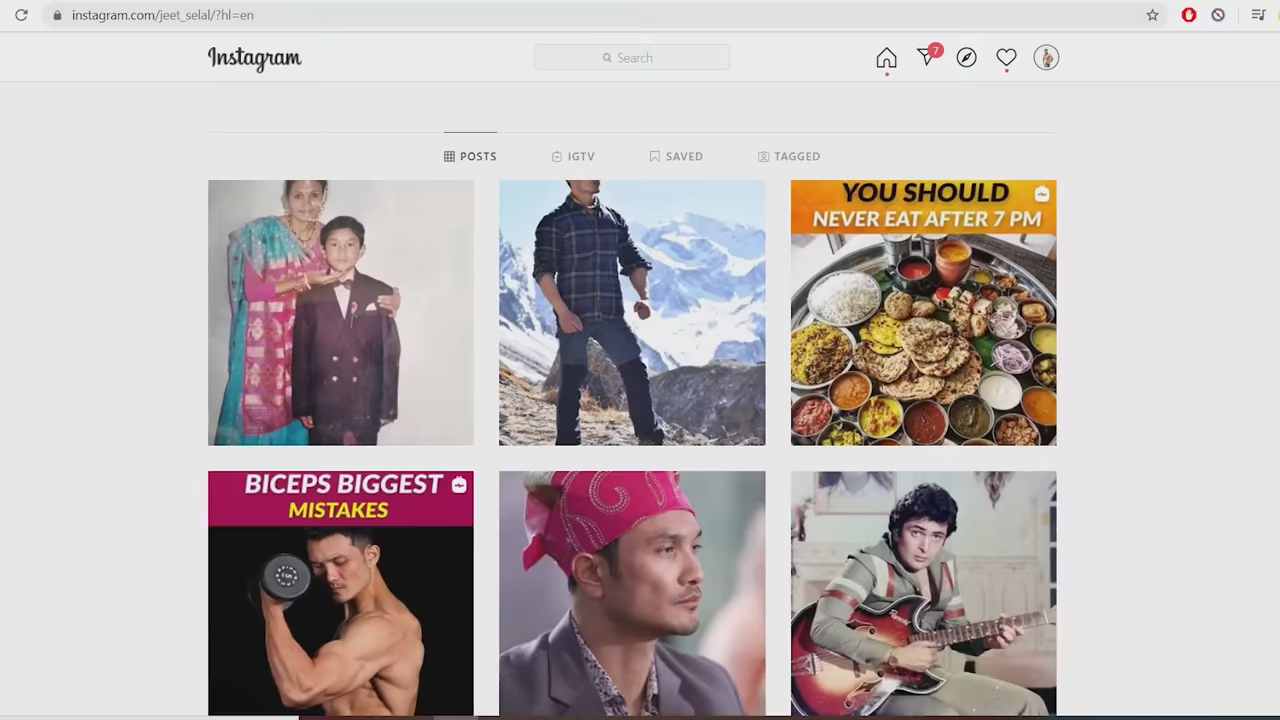 instagram.com/jeet_selal/?hl=en
Instagram
Search
7
POSTS
IGTV
SAVED
TAGGED
YOU SHOULD
NEVER EAT AFTER 7 PM
BICEPS BIGGEST
MISTAKES